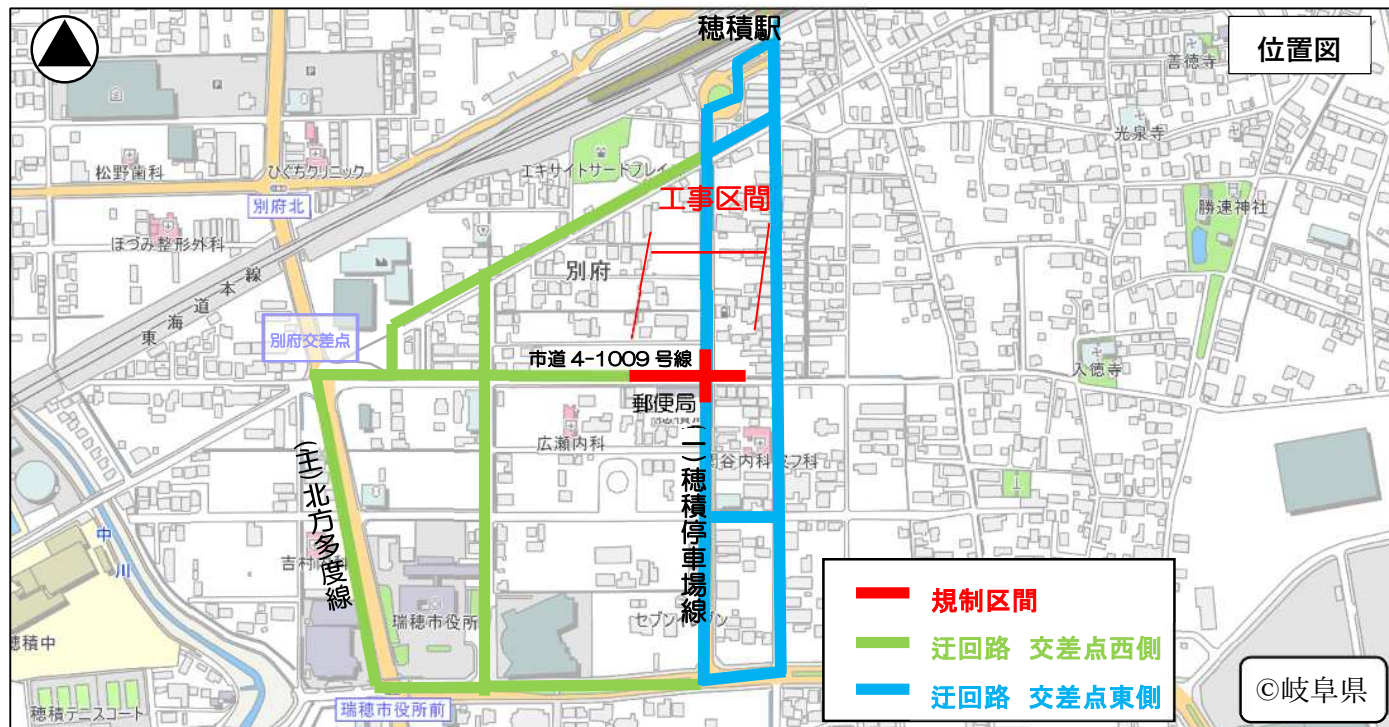 穂積駅
位置図
善徳寺
光泉寺
松野歯科
ひぐちクリニック
エキサイトサードプレイ
別府北
工事区間
勝速神社
ほづみ整形外科
別府
東海道本線
別府交差点
市道 4-1009 号線
入徳寺
郵便局
広瀬内科
(一)穂積停車場線
(主)北方多度線
中川
規制区間
瑞穂市役所
セブンイレブン
迂回路 交差点西側
穂積中
迂回路 交差点東側
©岐阜県
瑞穂市役所前
穂積テニスコート